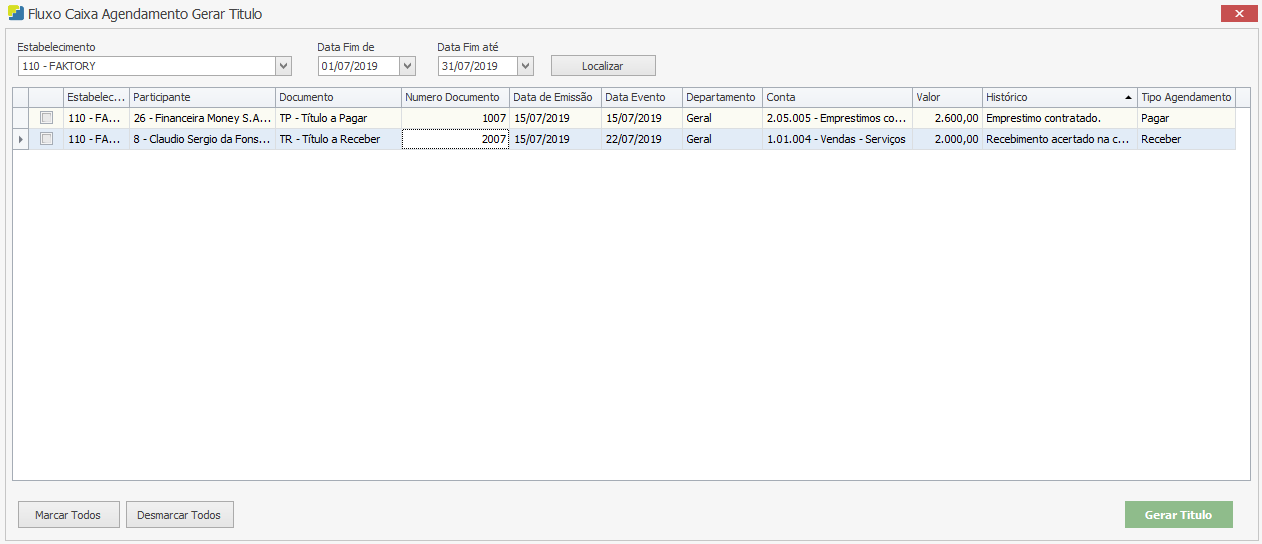 Fluxo Caixa Agendamento Gerar Titulo
Estabelecimento Data Fim de Data Fim até
110 - FAKTORY 01/07/2019 31/07/2019 Localizar
Estabelec... Participante Documento Numero Documento Data de Emissão Data Evento Departamento Conta Valor Histórico Tipo Agendamento
110 - FA... 26 - Financeira Money S.A... TP - Título a Pagar 1007 15/07/2019 15/07/2019 Geral 2.05.005 - Emprestimos co... 2.600,00 Emprestimo contratado. Pagar
110 - FA... 8 - Claudio Sergio da Fons... TR - Título a Receber 2007 15/07/2019 22/07/2019 Geral 1.01.004 - Vendas - Serviços 2.000,00 Recebimento acertado na c... Receber
Marcar Todos Desmarcar Todos Gerar Titulo